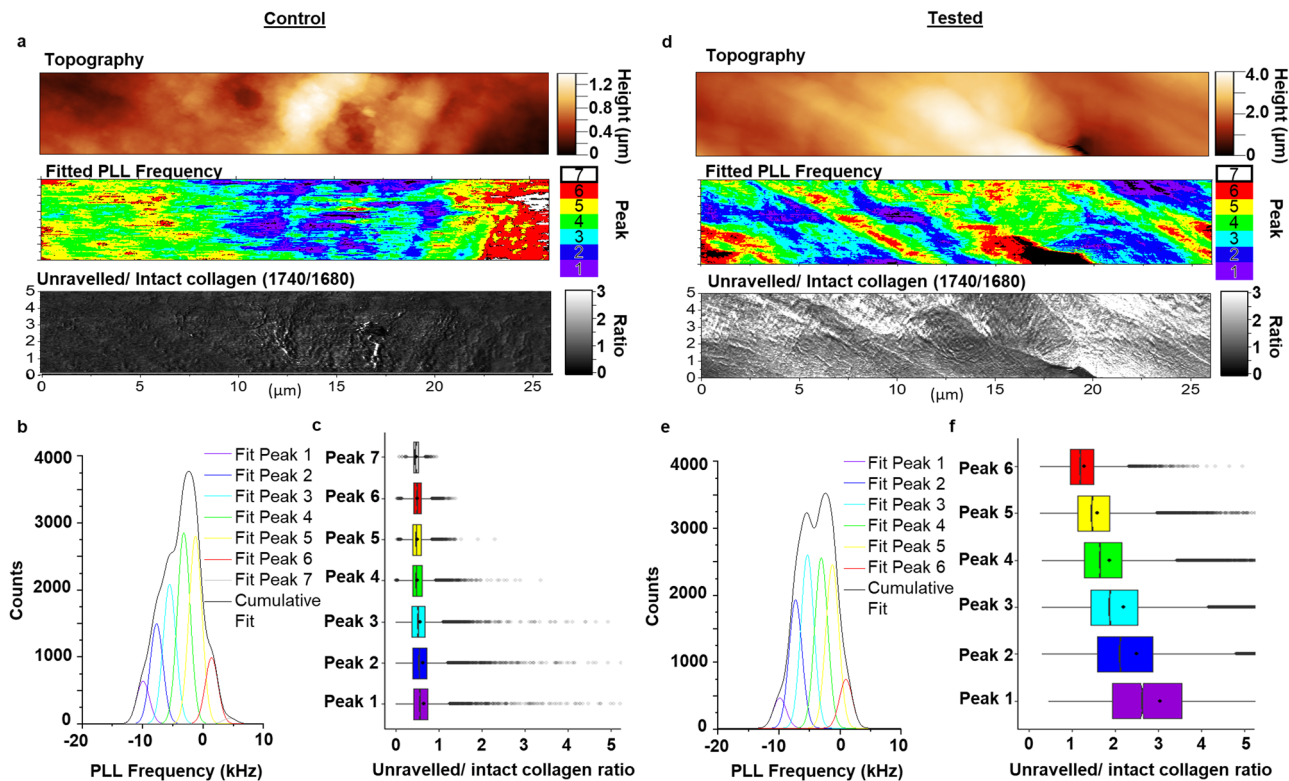 Control
Tested
a
Topography
1.2
0.8
0.4
0
Height (µm)
Fitted PLL Frequency
7
6
5
4
3
2
1
Peak
Unravelled/ Intact collagen (1740/1680)
5
4
3
2
1
0
0
5
10
15
20
25
(µm)
3
2
1
0
Ratio
d
Topography
4.0
2.0
0
Height (µm)
Fitted PLL Frequency
7
6
5
4
3
2
1
Peak
Unravelled/ Intact collagen (1740/1680)
5
4
3
2
1
0
0
5
10
15
20
25
(µm)
3
2
1
0
Ratio
b
4000
3000
2000
1000
0
Counts
-20
-10
0
10
PLL Frequency (kHz)
Fit Peak 1
Fit Peak 2
Fit Peak 3
Fit Peak 4
Fit Peak 5
Fit Peak 6
Fit Peak 7
Cumulative
Fit
c
Peak 7
Peak 6
Peak 5
Peak 4
Peak 3
Peak 2
Peak 1
0
1
2
3
4
5
Unravelled/ intact collagen ratio
e
4000
3000
2000
1000
0
Counts
-20
-10
0
10
PLL Frequency (kHz)
Fit Peak 1
Fit Peak 2
Fit Peak 3
Fit Peak 4
Fit Peak 5
Fit Peak 6
Cumulative
Fit
f
Peak 6
Peak 5
Peak 4
Peak 3
Peak 2
Peak 1
0
1
2
3
4
5
Unravelled/ intact collagen ratio